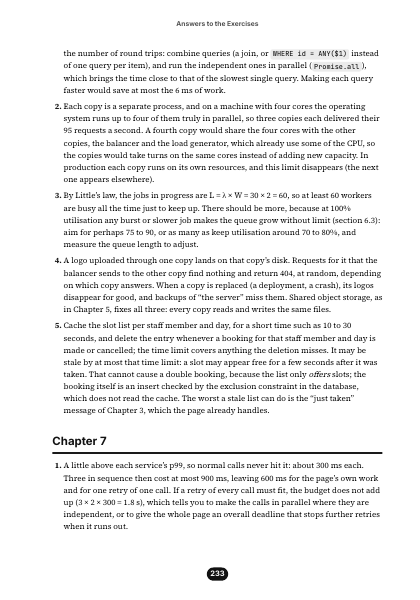 Answers to the Exercises
the number of round trips: combine queries (a join, or WHERE id = ANY($1) instead
of one query per item), and run the independent ones in parallel (Promise.all),
which brings the time close to that of the slowest single query. Making each query
faster would save at most the 6 ms of work.
2. Each copy is a separate process, and on a machine with four cores the operating
system runs up to four of them truly in parallel, so three copies each delivered their
95 requests a second. A fourth copy would share the four cores with the other
copies, the balancer and the load generator, which already use some of the CPU, so
the copies would take turns on the same cores instead of adding new capacity. In
production each copy runs on its own resources, and this limit disappears (the next
one appears elsewhere).
3. By Little's law, the jobs in progress are L = λ × W = 30 × 2 = 60, so at least 60 workers
are busy all the time just to keep up. There should be more, because at 100%
utilisation any burst or slower job makes the queue grow without limit (section 6.3):
aim for perhaps 75 to 90, or as many as keep utilisation around 70 to 80%, and
measure the queue length to adjust.
4. A logo uploaded through one copy lands on that copy's disk. Requests for it that the
balancer sends to the other copy find nothing and return 404, at random, depending
on which copy answers. When a copy is replaced (a deployment, a crash), its logos
disappear for good, and backups of “the server” miss them. Shared object storage, as
in Chapter 5, fixes all three: every copy reads and writes the same files.
5. Cache the slot list per staff member and day, for a short time such as 10 to 30
seconds, and delete the entry whenever a booking for that staff member and day is
made or cancelled; the time limit covers anything the deletion misses. It may be
stale by at most that time limit: a slot may appear free for a few seconds after it was
taken. That cannot cause a double booking, because the list only offers slots; the
booking itself is an insert checked by the exclusion constraint in the database,
which does not read the cache. The worst a stale list can do is the “just taken”
message of Chapter 3, which the page already handles.
Chapter 7
1. A little above each service's p99, so normal calls never hit it: about 300 ms each.
Three in sequence then cost at most 900 ms, leaving 600 ms for the page's own work
and for one retry of one call. If a retry of every call must fit, the budget does not add
up (3 × 2 × 300 = 1.8 s), which tells you to make the calls in parallel where they are
independent, or to give the whole page an overall deadline that stops further retries
when it runs out.
233